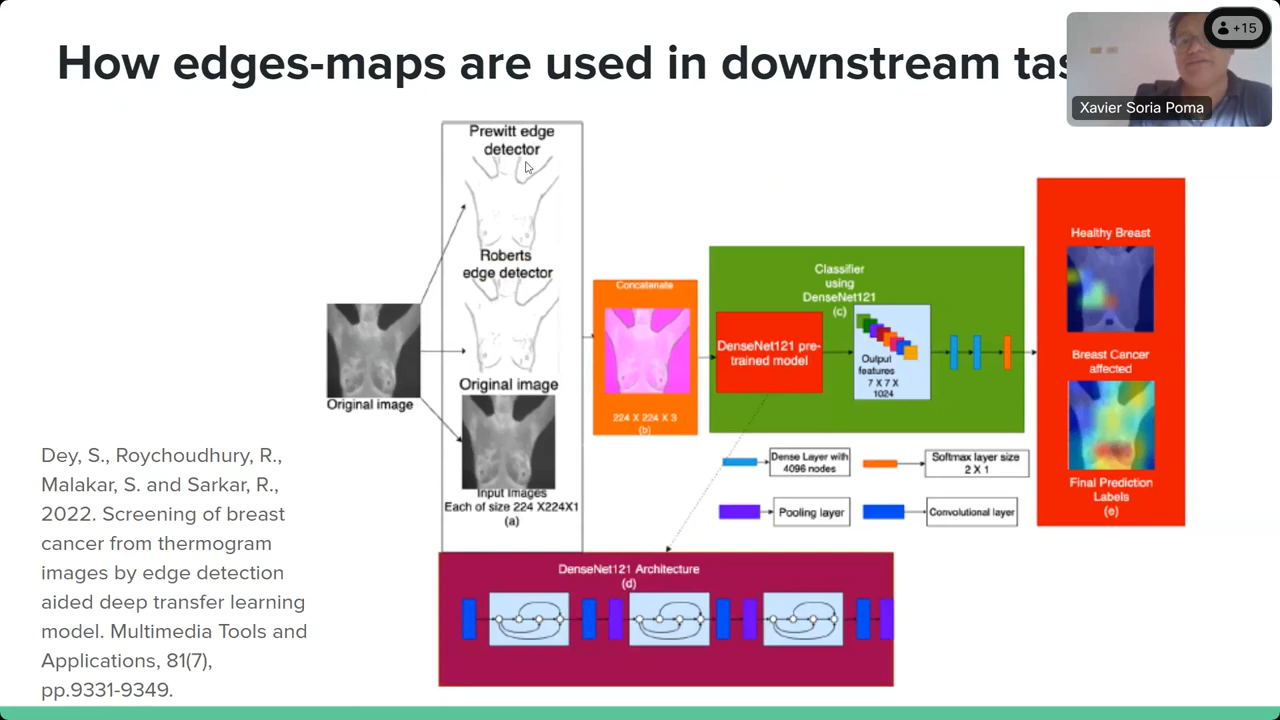 How edges-maps are used in downstream tas
+15
Xavier Soria Poma
Prewitt edge
detector
Roberts
edge detector
Original image
Original image
Input Images
Each of size 224 X224X1
(a)
Concatenate
224 X 224 X 3
(b)
Classifier
using
DenseNet121
(c)
DenseNet121 pre-
trained model
Output
features
7 X 7 X
1024
Dense Layer with
4096 nodes
Softmax layer size
2 X 1
Pooling layer
Convolutional layer
Healthy Breast
Breast Cancer
affected
Final Prediction
Labels
(e)
DenseNet121 Architecture
(d)
Dey, S., Roychoudhury, R.,
Malakar, S. and Sarkar, R.,
2022. Screening of breast
cancer from thermogram
images by edge detection
aided deep transfer learning
model. Multimedia Tools and
Applications, 81(7),
pp.9331-9349.